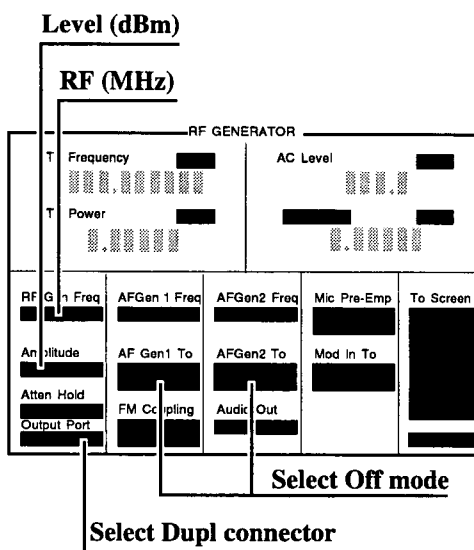 Level (dBm)
RF (MHz)
RF GENERATOR
T Frequency
AC Level
T Power
RF Gen Freq
AFGen 1 Freq
AFGen2 Freq
Mic Pre-Emp
To Screen
Amplitude
AF Gen1 To
AFGen2 To
Mod In To
Atten Hold
Output Port
FM Coupling
Audio Out
Select Off mode
Select Dupl connector